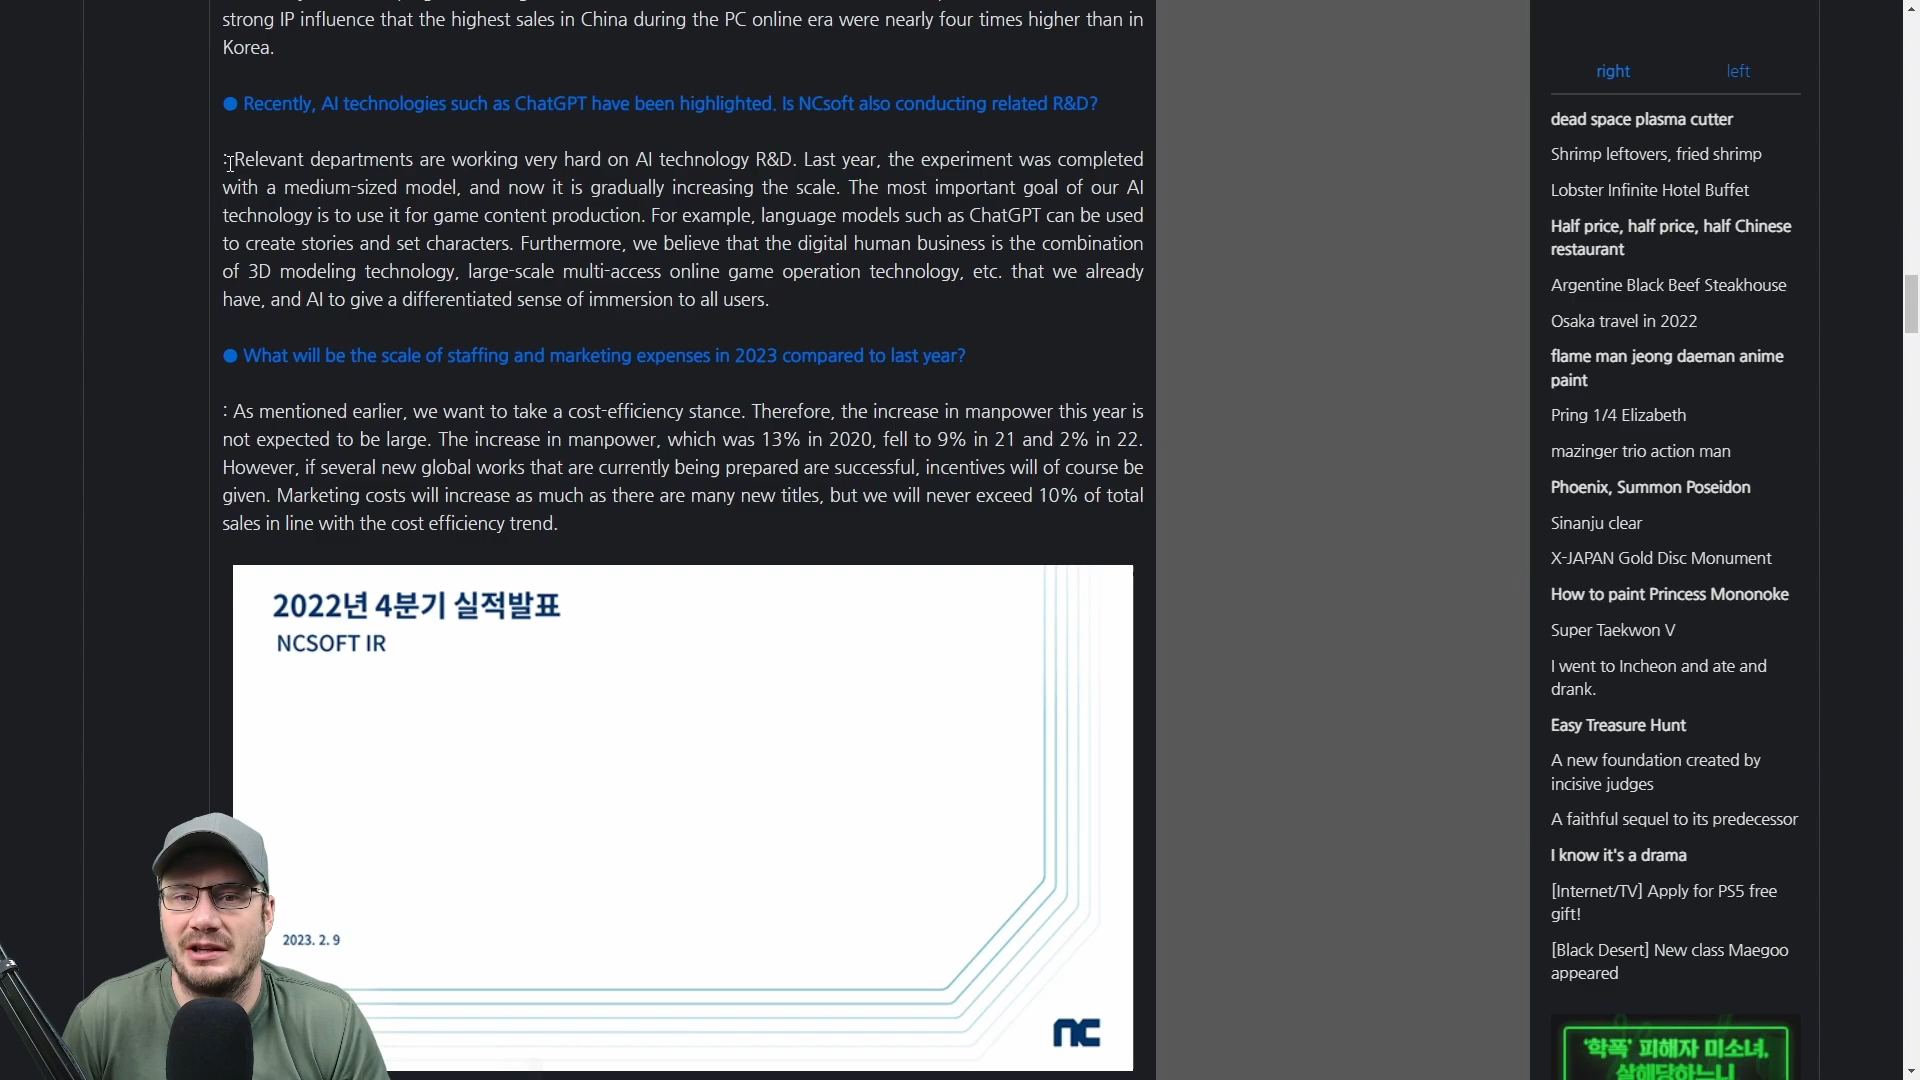 strong IP influence that the highest sales in China during the PC online era were nearly four times higher than in
Korea.
● Recently, AI technologies such as ChatGPT have been highlighted. Is NCsoft also conducting related R&D?
: Relevant departments are working very hard on AI technology R&D. Last year, the experiment was completed
with a medium-sized model, and now it is gradually increasing the scale. The most important goal of our AI
technology is to use it for game content production. For example, language models such as ChatGPT can be used
to create stories and set characters. Furthermore, we believe that the digital human business is the combination
of 3D modeling technology, large-scale multi-access online game operation technology, etc. that we already
have, and AI to give a differentiated sense of immersion to all users.
● What will be the scale of staffing and marketing expenses in 2023 compared to last year?
: As mentioned earlier, we want to take a cost-efficiency stance. Therefore, the increase in manpower this year is
not expected to be large. The increase in manpower, which was 13% in 2020, fell to 9% in 21 and 2% in 22.
However, if several new global works that are currently being prepared are successful, incentives will of course be
given. Marketing costs will increase as much as there are many new titles, but we will never exceed 10% of total
sales in line with the cost efficiency trend.
2022년 4분기 실적발표
NCSOFT IR
2023. 2. 9
nc
right
left
dead space plasma cutter
Shrimp leftovers, fried shrimp
Lobster Infinite Hotel Buffet
Half price, half price, half Chinese
restaurant
Argentine Black Beef Steakhouse
Osaka travel in 2022
flame man jeong daeman anime
paint
Pring 1/4 Elizabeth
mazinger trio action man
Phoenix, Summon Poseidon
Sinanju clear
X-JAPAN Gold Disc Monument
How to paint Princess Mononoke
Super Taekwon V
I went to Incheon and ate and
drank.
Easy Treasure Hunt
A new foundation created by
incisive judges
A faithful sequel to its predecessor
I know it's a drama
[Internet/TV] Apply for PS5 free
gift!
[Black Desert] New class Maegoo
appeared
'학폭' 피해자 미소녀,